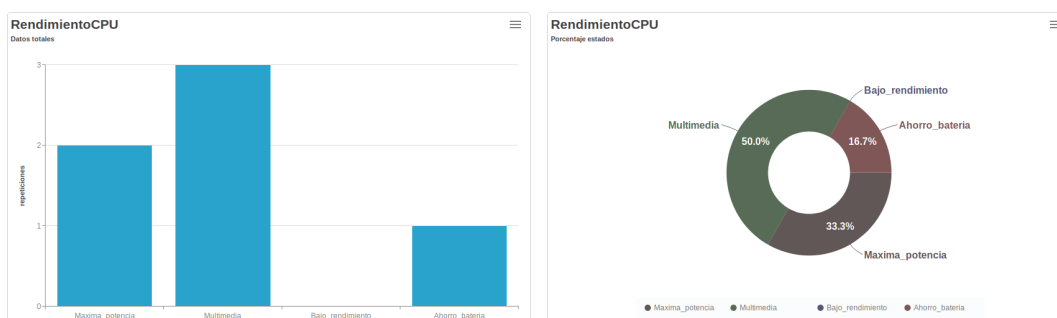 RendimientoCPU
Datos totales
3
2
1
0
repeticiones
Maxima_potencia
Multimedia
Bajo_rendimiento
Ahorro_bateria
RendimientoCPU
Porcentaje estados
Bajo_rendimiento
Multimedia
Ahorro_bateria
50.0%
16.7%
33.3%
Maxima_potencia
Maxima_potencia Multimedia Bajo_rendimiento Ahorro_bateria